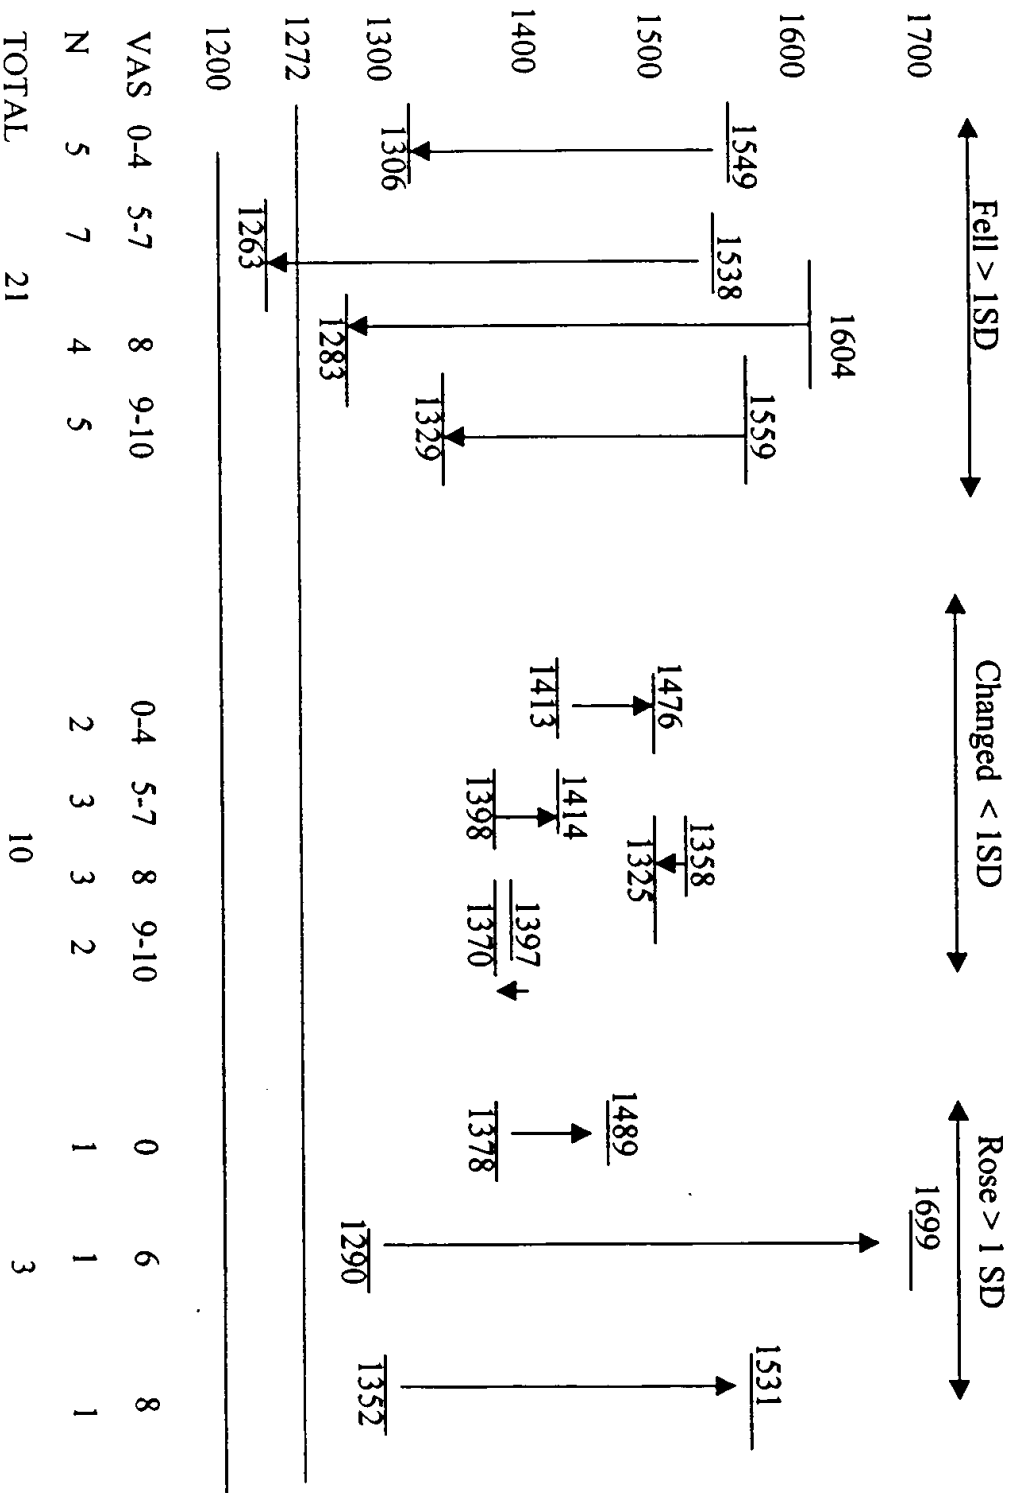 Fell > 1SD Changed < 1SD Rose > 1 SD
1700
1699
1600
1604
1549 1538 1559 1531
1500
1476 1358 1489
1400
1413 1414 1325
1398 1397 1378
1370
1300
1306 1329 1352
1283 1290
1272
1263
1200
VAS 0-4 5-7 8 9-10 0-4 5-7 8 9-10 0 6 8
N 5 7 4 5 2 3 3 2 1 1 1
TOTAL 21 10 3